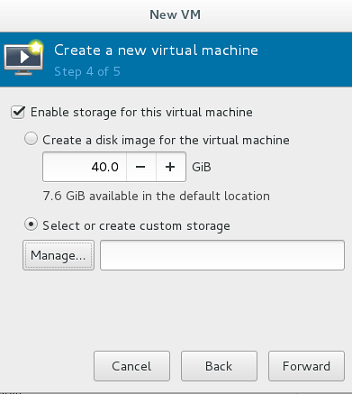 New VM
Create a new virtual machine
Step 4 of 5
Enable storage for this virtual machine
Create a disk image for the virtual machine
40.0 − + GiB
7.6 GiB available in the default location
Select or create custom storage
Manage...
Cancel Back Forward